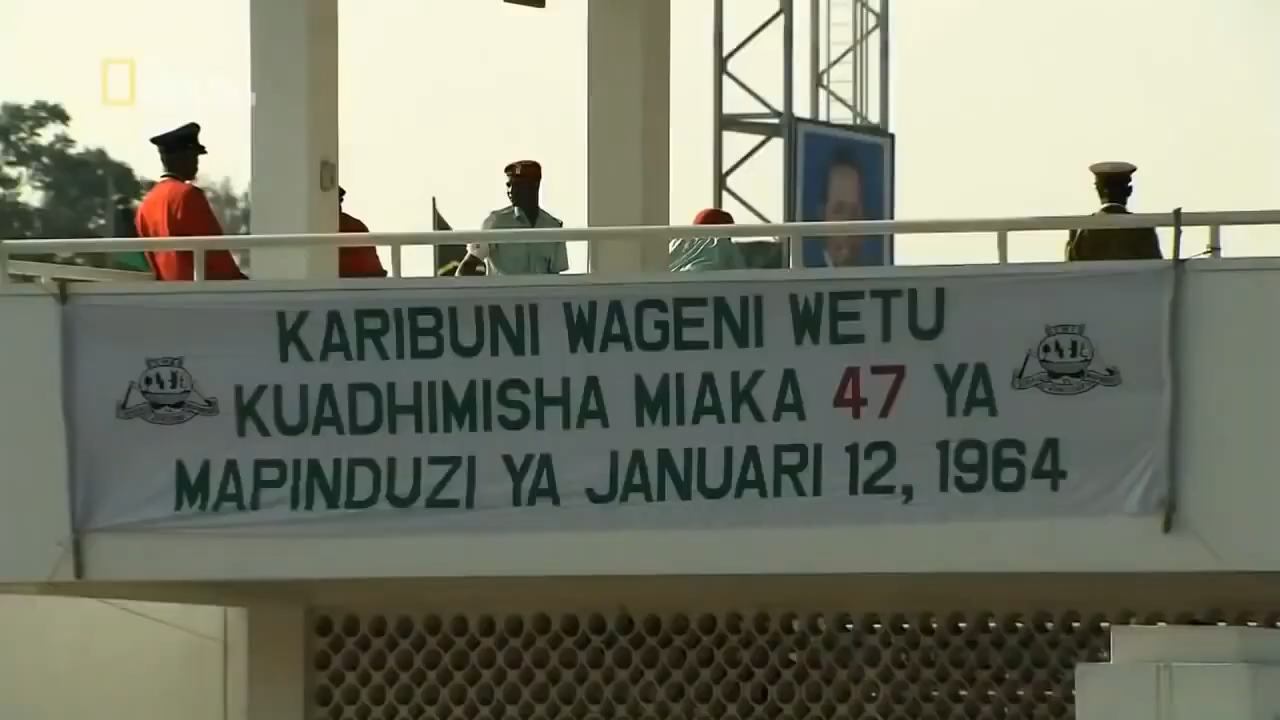 KARIBUNI WAGENI WETU
KUADHIMISHA MIAKA 47 YA
MAPINDUZI YA JANUARI 12, 1964